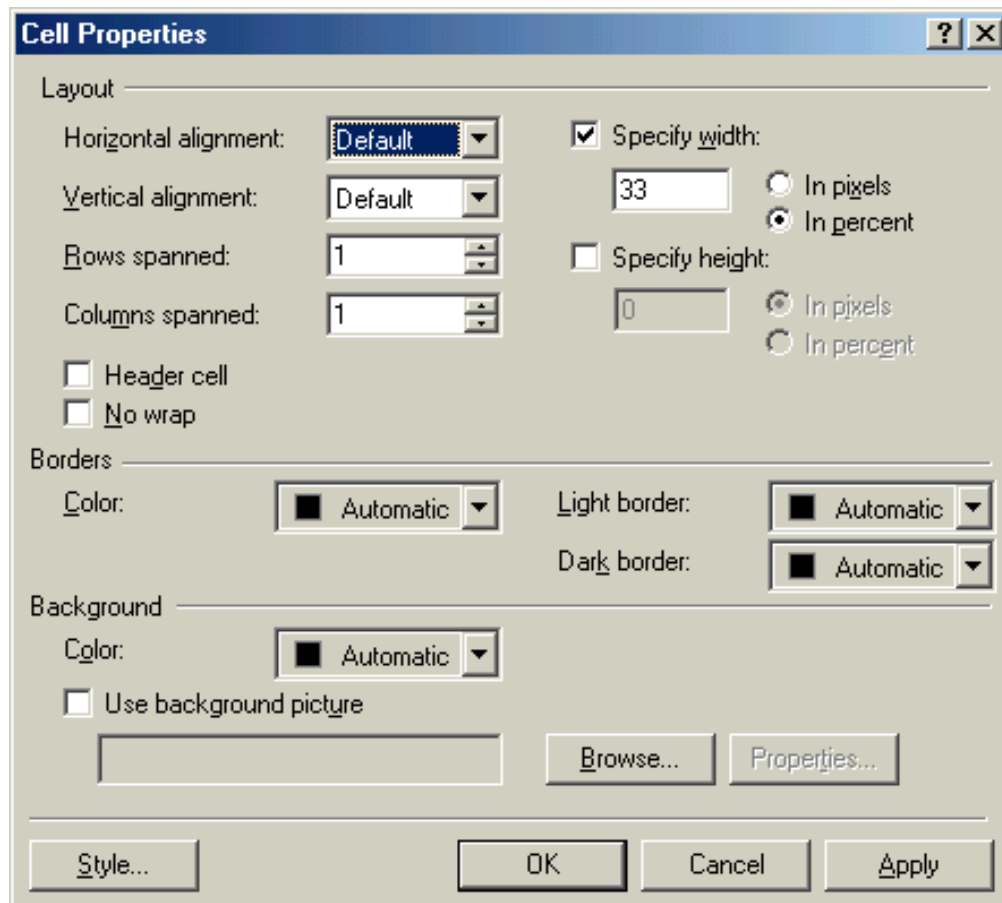 Cell Properties
Layout
Horizontal alignment: Default
Specify width:
Vertical alignment: Default
33
In pixels
In percent
Rows spanned: 1
Specify height:
Columns spanned: 1
0
In pixels
In percent
Header cell
No wrap
Borders
Color: Automatic
Light border: Automatic
Dark border: Automatic
Background
Color: Automatic
Use background picture
Browse... Properties...
Style... OK Cancel Apply